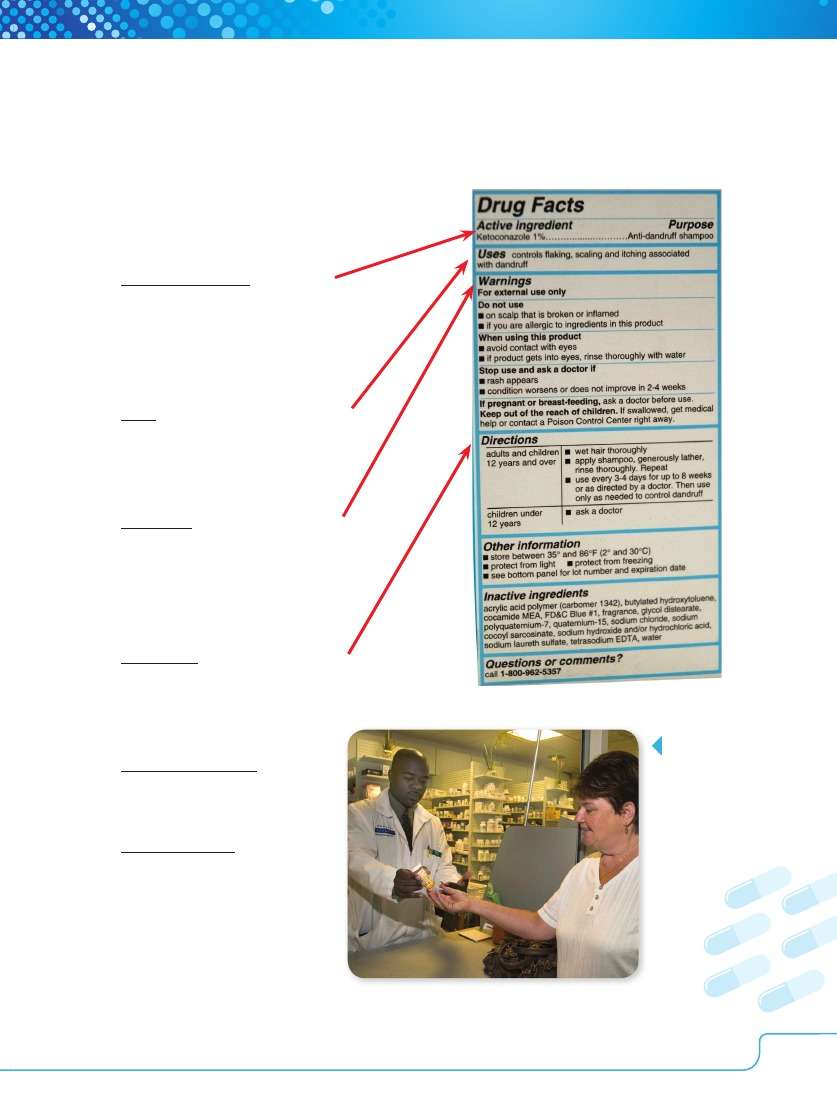 Drug Facts
Active ingredient Purpose
Ketoconazole 1%.................................Anti-dandruff shampoo
Uses controls flaking, scaling and itching associated
with dandruff
Warnings
For external use only
Do not use
■ on scalp that is broken or inflamed
■ if you are allergic to ingredients in this product
When using this product
■ avoid contact with eyes
■ if product gets into eyes, rinse thoroughly with water
Stop use and ask a doctor if
■ rash appears
■ condition worsens or does not improve in 2-4 weeks
If pregnant or breast-feeding, ask a doctor before use.
Keep out of the reach of children. If swallowed, get medical
help or contact a Poison Control Center right away.
Directions
adults and children
12 years and over
■ wet hair thoroughly
■ apply shampoo, generously lather,
rinse thoroughly. Repeat
■ use every 3-4 days for up to 8 weeks
or as directed by a doctor. Then use
only as needed to control dandruff
children under
12 years
■ ask a doctor
Other information
■ store between 35° and 86°F (2° and 30°C)
■ protect from light ■ protect from freezing
■ see bottom panel for lot number and expiration date
Inactive ingredients
acrylic acid polymer (carbomer 1342), butylated hydroxytoluene,
cocamide MEA, FD&C Blue #1, fragrance, glycol distearate,
polyquaternium-7, quaternium-15, sodium chloride, sodium
cocoyl sarcosinate, sodium hydroxide and/or hydrochloric acid,
sodium laureth sulfate, tetrasodium EDTA, water
Questions or comments?
call 1-800-962-5357